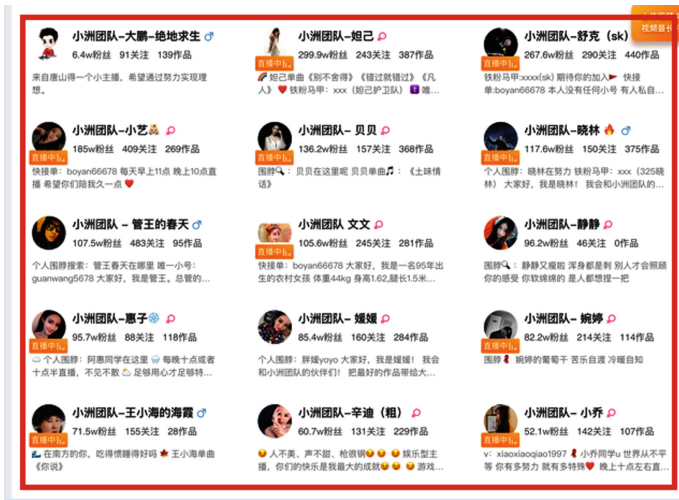 视频最长
小洲团队-大鹏-绝地求生
6.4w粉丝 91关注 139作品
来自唐山得一个小主播，希望通过努力实现理
想。
小洲团队-妲己
299.9w粉丝 243关注 387作品
直播中
🌈 妲己单曲《别不舍得》《错过就错过》《凡
人》 ❤️ 铁粉马甲：xxx（妲己护卫队） ✝️ 唯...
小洲团队-舒克（sk）
267.6w粉丝 290关注 440作品
直播中
铁粉马甲:xxxx(sk) 期待你的加入🚩 快接
单:boyan66678 本人没有任何小号 有人私自...
小洲团队-小艺
185w粉丝 409关注 269作品
直播中
快接单：boyan66678 每天早上11点 晚上10点直
播 希望你们陪我久一点 ❤️
小洲团队- 贝贝
136.2w粉丝 157关注 368作品
直播中
围脖🔍 ：贝贝在这里呢 贝贝单曲🎵 ：《土味情
话》
小洲团队-晓林 🔥
117.6w粉丝 150关注 375作品
直播中
个人围脖：晓林在努力 铁粉马甲：xxx（325晓
林） 大家好，我是晓林！ 我会和小洲团队的...
小洲团队 - 管王的春天
107.5w粉丝 483关注 95作品
个人围脖搜索：管王春天在哪里 唯一小号：
guanwang5678 大家好，我是管王。总管的...
小洲团队 文文
105.6w粉丝 245关注 281作品
直播中
快接单：boyan66678 大家好，我是一名95年出
生的农村女孩 体重44kg 身高1.62,腿长1.5米...
小洲团队-静静
96.2w粉丝 46关注 0作品
围脖🔍 ：静静又瘦啦 浑身都是刺 别人才会照顾
你的感受 你软绵绵的 是人都想捏一把
小洲团队-惠子
95.7w粉丝 88关注 118作品
直播中
个人围脖：阿惠同学在这里 每晚十点或者
十点半直播，不见不散 足够用心才足够特...
小洲团队- 媛媛
85.4w粉丝 160关注 284作品
个人围脖：胖媛yoyo 大家好，我是媛媛！ 我会
和小洲团队的伙伴们！ 把最好的作品带给大...
小洲团队- 婉婷
82.2w粉丝 214关注 114作品
直播中
围脖 婉婷的葡萄干 苦乐自渡 冷暖自知
小洲团队-王小海的海霞
71.5w粉丝 155关注 28作品
直播中
在南方的你，吃得惯睡得好吗 🍁 王小海单曲
《你说》
小洲团队-辛迪（粗）
60.7w粉丝 131关注 229作品
人不美、声不甜、枪很钢 娱乐型主
播，你们的快乐是我最大的成就 游戏...
小洲团队- 小乔
52.1w粉丝 142关注 107作品
直播中
v：xiaoxiaoqiao1997 小乔同学u 世界从不平
等 你有多努力 就有多特殊❤️ 晚上十点左右直...